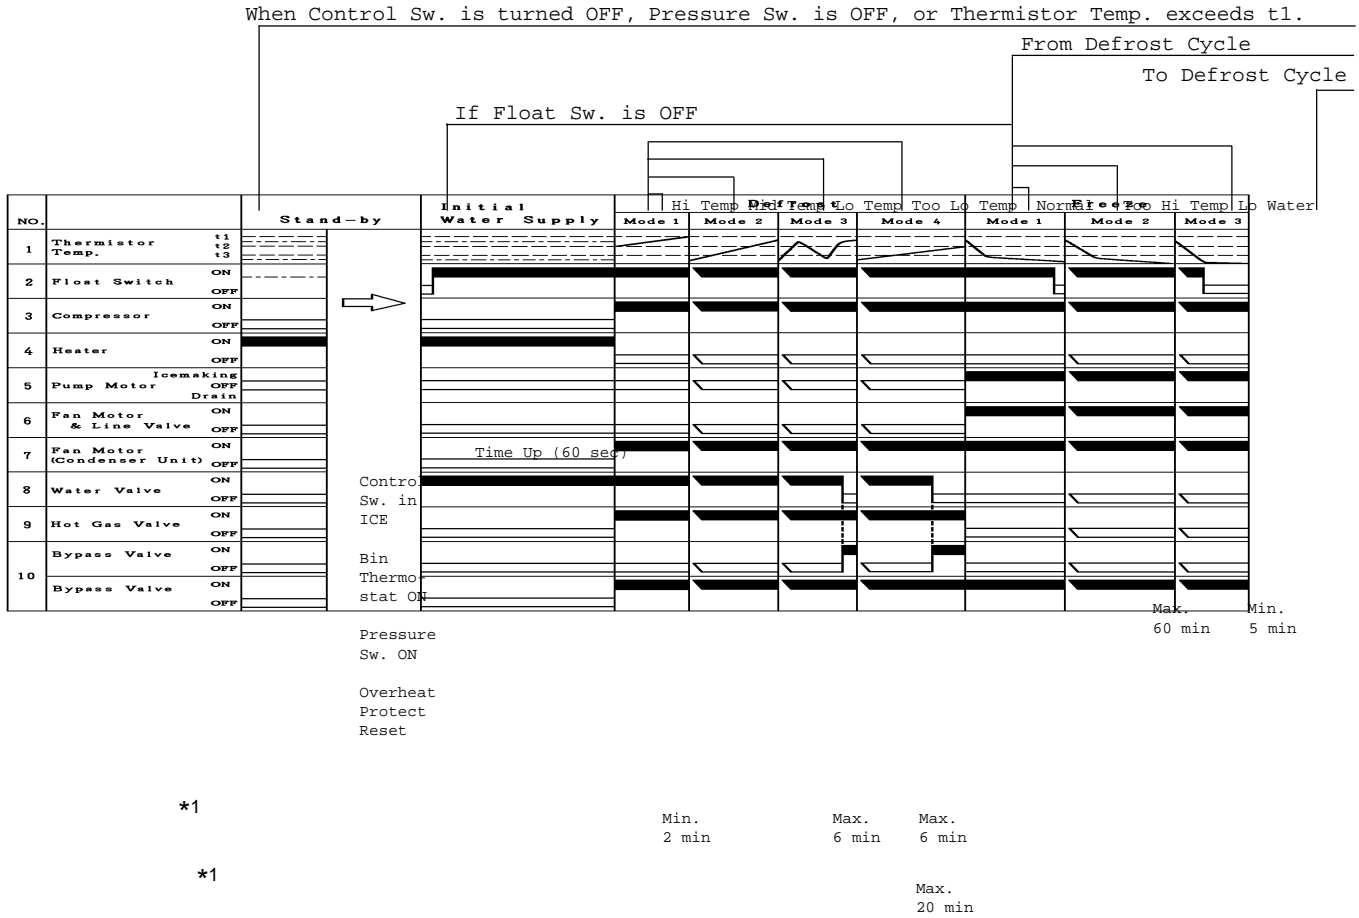 When Control Sw. is turned OFF, Pressure Sw. is OFF, or Thermistor Temp. exceeds t1.
From Defrost Cycle
To Defrost Cycle
If Float Sw. is OFF
Hi Temp Mid Temp Lo Temp Too Lo Temp Normal Too Hi Temp Lo Water
NO. Stand-by Initial Water Supply Defrost Freeze
Mode 1 Mode 2 Mode 3 Mode 4 Mode 1 Mode 2 Mode 3
1 Thermistor Temp. t1 t2 t3
2 Float Switch ON OFF
3 Compressor ON OFF
4 Heater ON OFF
5 Pump Motor Icemaking OFF Drain
6 Fan Motor & Line Valve ON OFF
7 Fan Motor (Condenser Unit) ON OFF
Time Up (60 sec)
8 Water Valve ON OFF
9 Hot Gas Valve ON OFF
10 Bypass Valve ON OFF
Bypass Valve ON OFF
Control
Sw. in
ICE
Bin
Thermo-
stat ON
Pressure
Sw. ON
Overheat
Protect
Reset
Max.
60 min
Min.
5 min
*1
Min.
2 min
Max.
6 min
Max.
6 min
*1
Max.
20 min